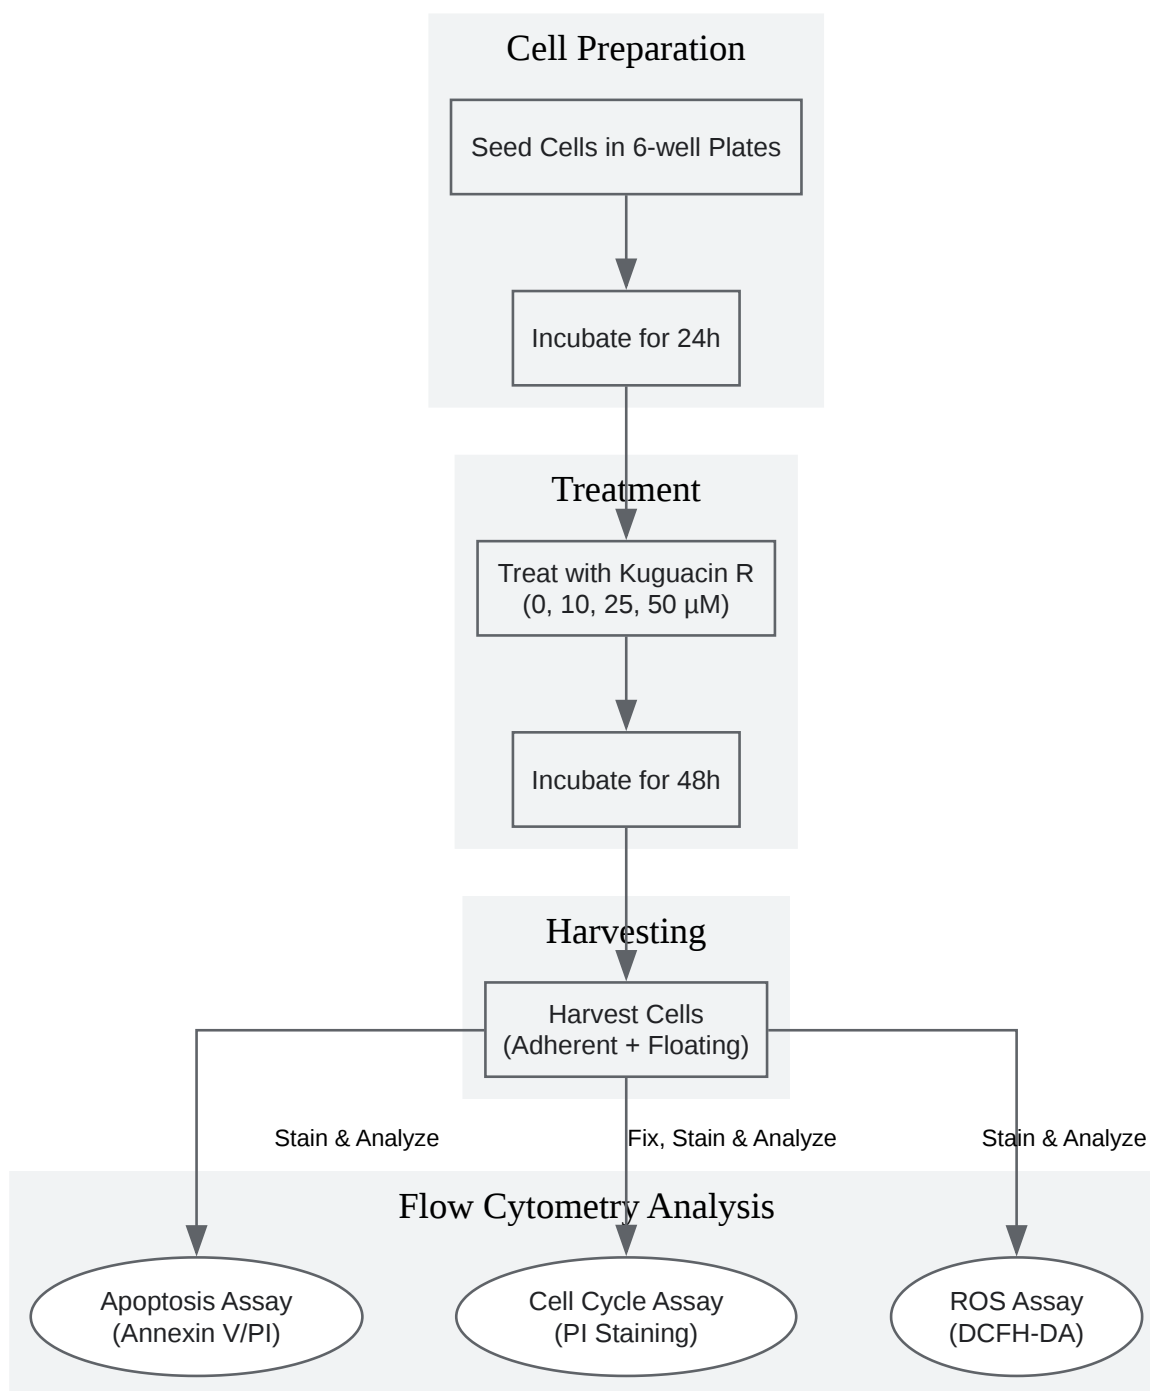 Cell Preparation
Seed Cells in 6-well Plates
Incubate for 24h
Treatment
Treat with Kuguacin R
(0, 10, 25, 50 µM)
Incubate for 48h
Harvesting
Harvest Cells
(Adherent + Floating)
Stain & Analyze
Fix, Stain & Analyze
Stain & Analyze
Flow Cytometry Analysis
Apoptosis Assay
(Annexin V/PI)
Cell Cycle Assay
(PI Staining)
ROS Assay
(DCFH-DA)